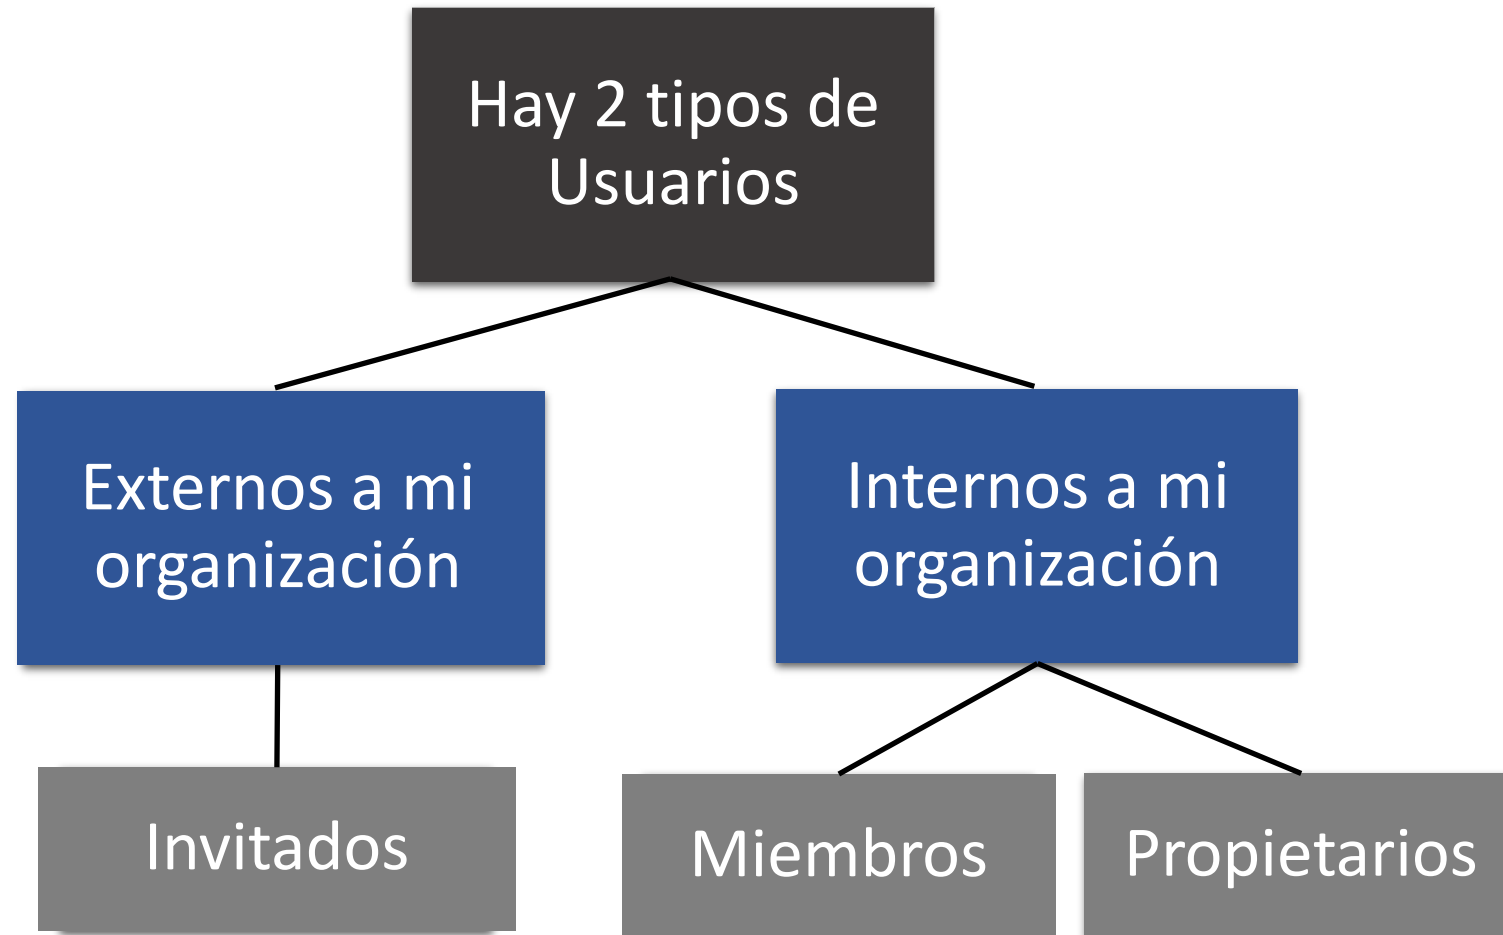 Hay 2 tipos de
Usuarios
Externos a mi
organización
Internos a mi
organización
Invitados
Miembros
Propietarios